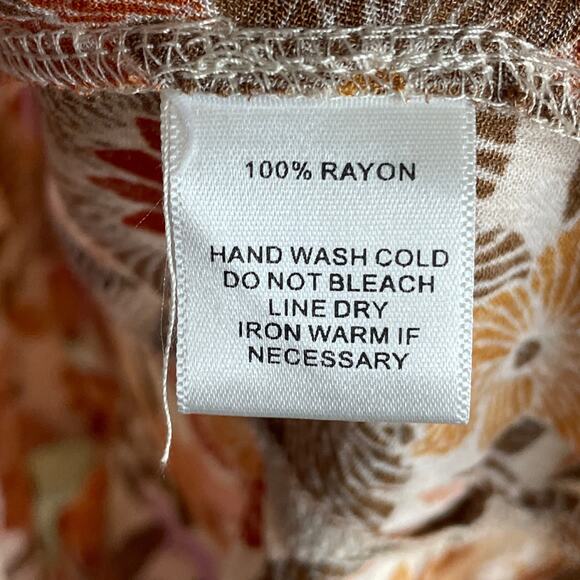 100% RAYON
HAND WASH COLD
DO NOT BLEACH
LINE DRY
IRON WARM IF
NECESSARY